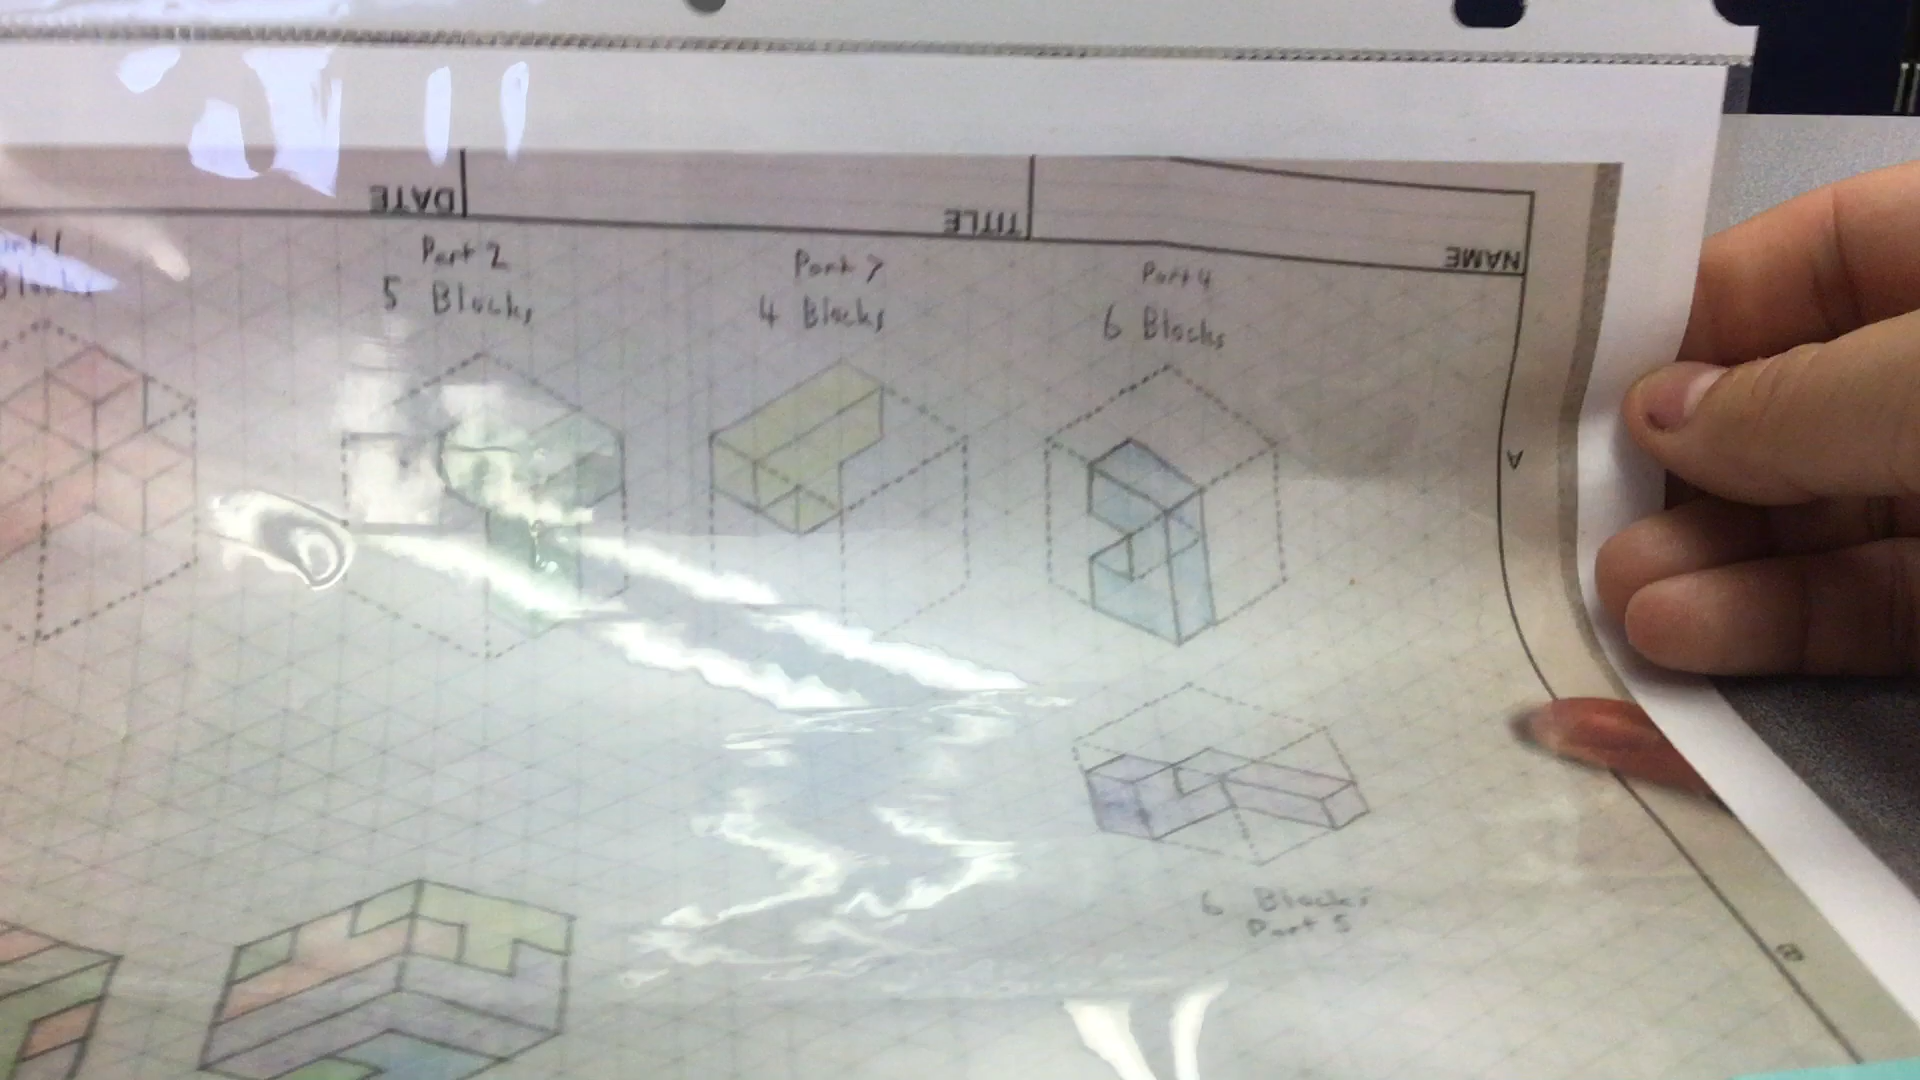 DATE
TITLE
NAME
Part 2
5 Blocks
Part 3
4 Blocks
Part 4
6 Blocks
A
6 Blocks
Part 5
B